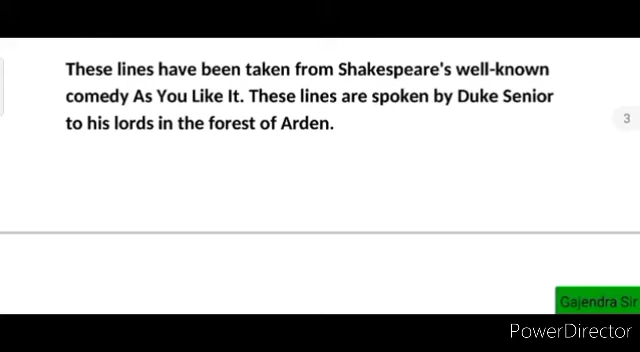 These lines have been taken from Shakespeare's well-known
comedy As You Like It. These lines are spoken by Duke Senior
to his lords in the forest of Arden.
3
Gajendra Sir
PowerDirector